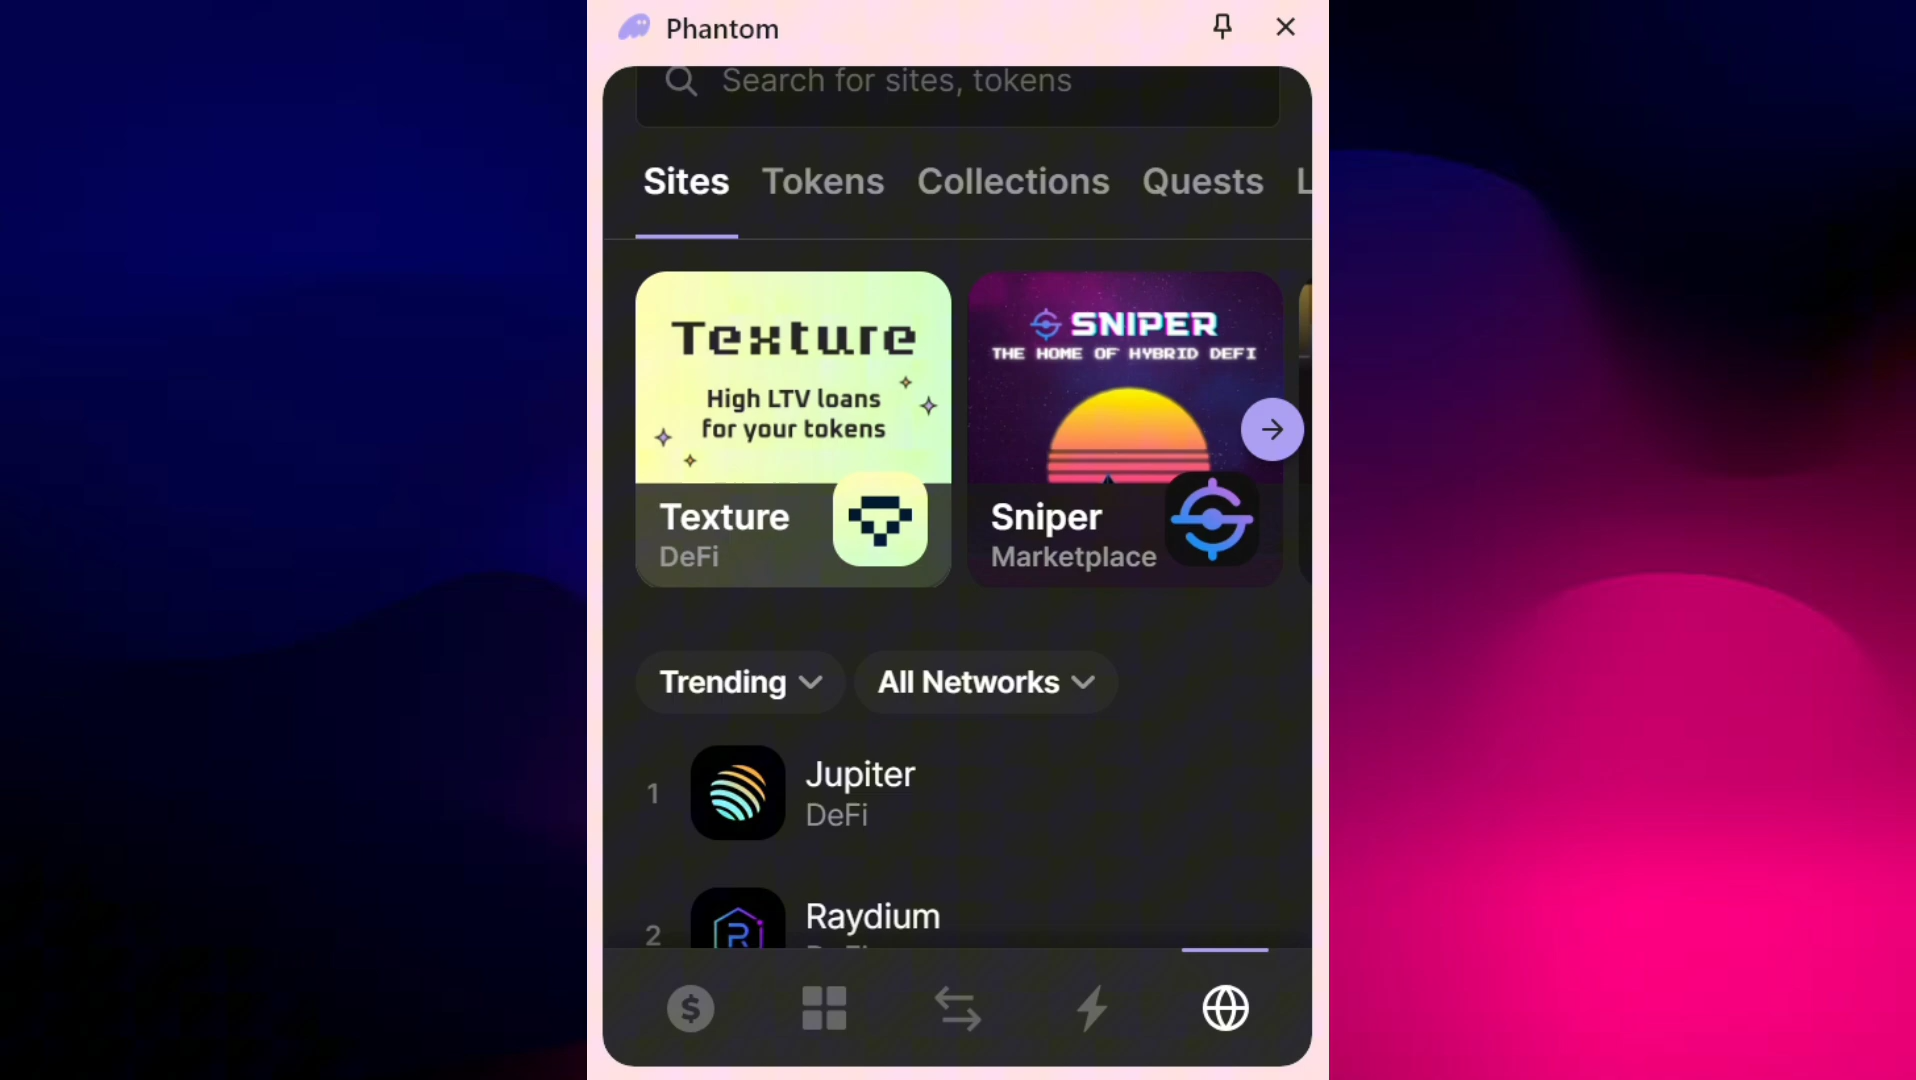 Phantom
Search for sites, tokens
Sites Tokens Collections Quests L
Texture
High LTV loans
for your tokens
Texture
DeFi
SNIPER
THE HOME OF HYBRID DEFI
Sniper
Marketplace
Trending All Networks
1 Jupiter
DeFi
2 Raydium